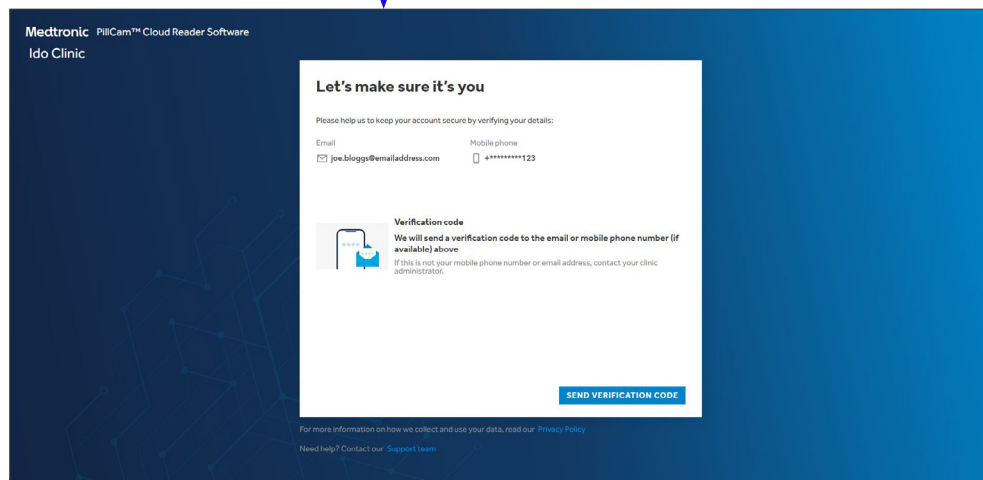 Medtronic PillCam™ Cloud Reader Software
Ido Clinic
Let's make sure it's you
Please help us to keep your account secure by verifying your details:
Email
Mobile phone
joe.bloggs@emailaddress.com
+*********123
Verification code
We will send a verification code to the email or mobile phone number (if
available) above
If this is not your mobile phone number or email address, contact your clinic
administrator.
SEND VERIFICATION CODE
For more information on how we collect and use your data, read our Privacy Policy
Need help? Contact our Support team